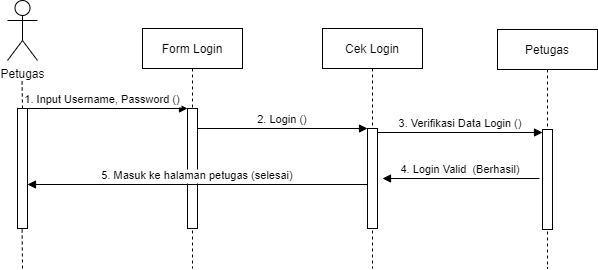 Form Login
Cek Login
Petugas
Petugas
1. Input Username, Password ()
2. Login ()
3. Verifikasi Data Login ()
4. Login Valid (Berhasil)
5. Masuk ke halaman petugas (selesai)